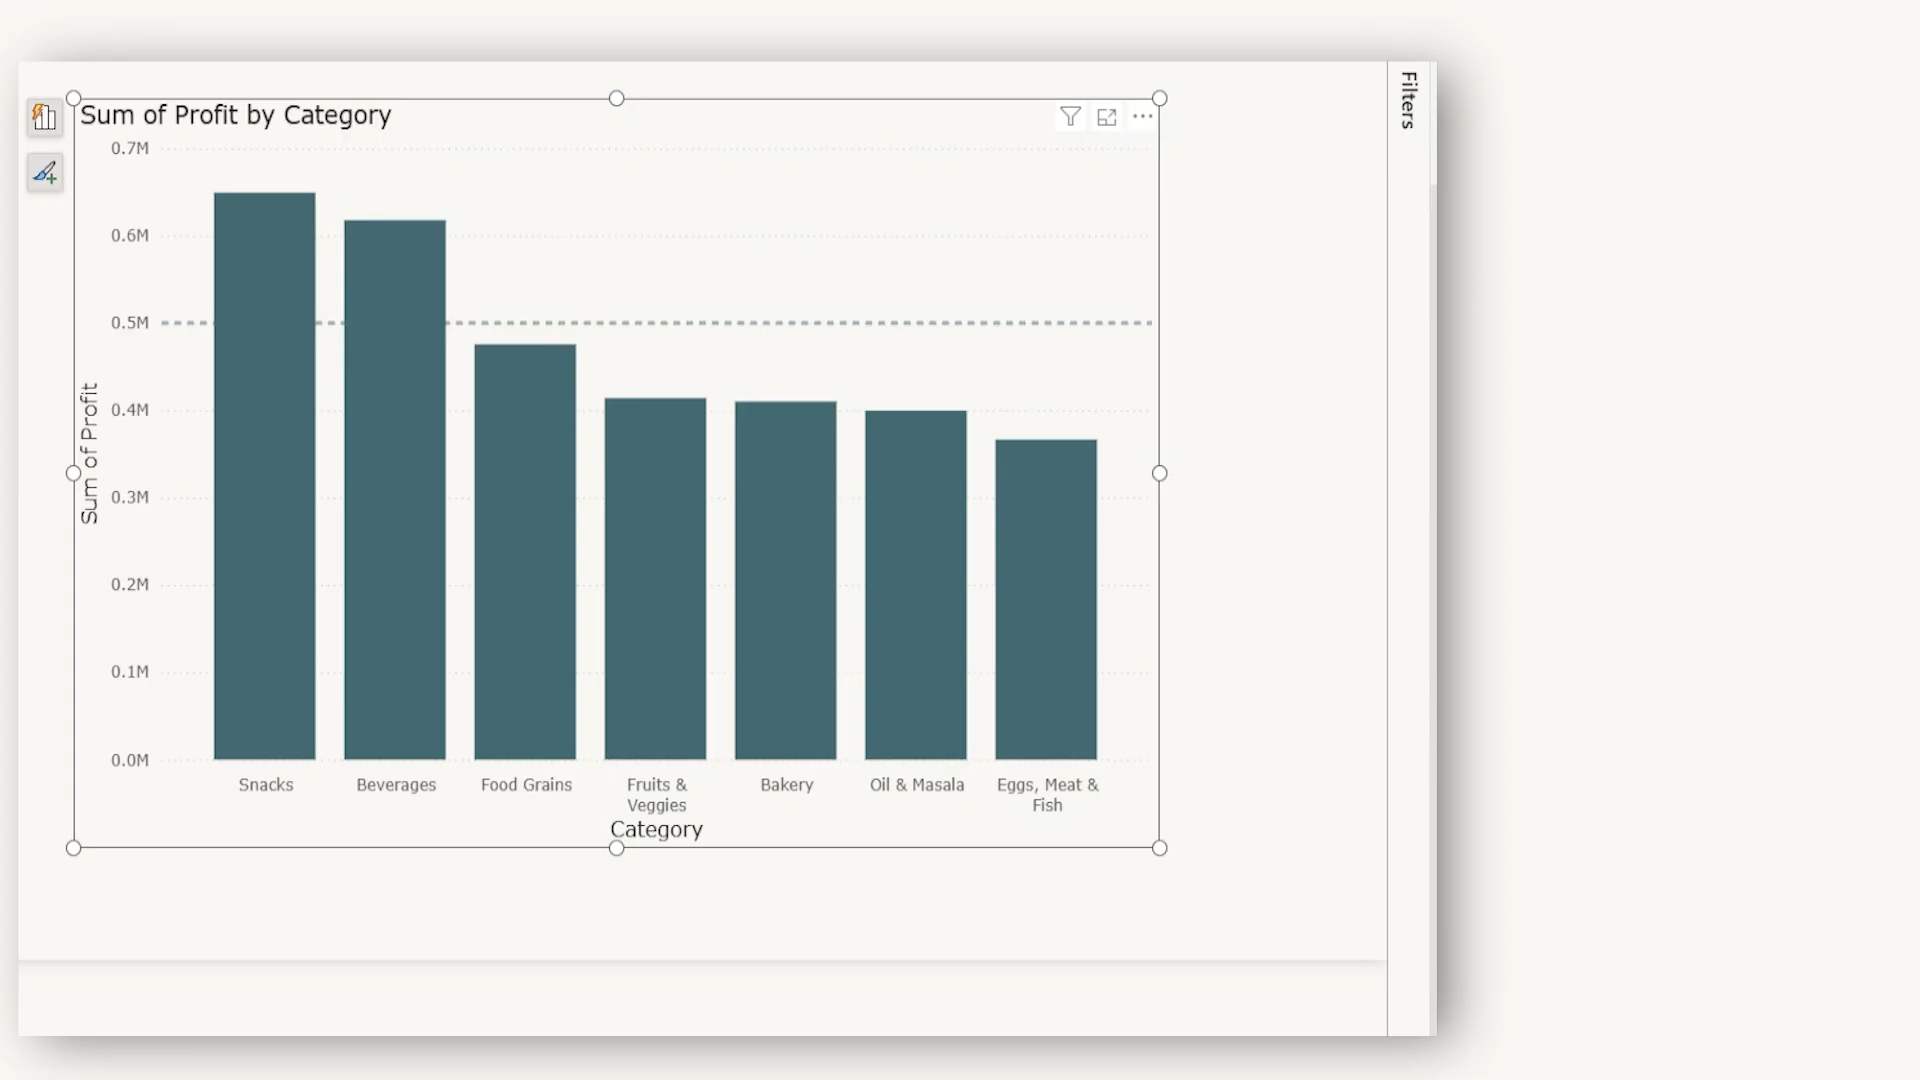 Sum of Profit by Category
Filters
0.7M
0.6M
0.5M
0.4M
0.3M
0.2M
0.1M
0.0M
Sum of Profit
Snacks
Beverages
Food Grains
Fruits &
Veggies
Bakery
Oil & Masala
Eggs, Meat &
Fish
Category